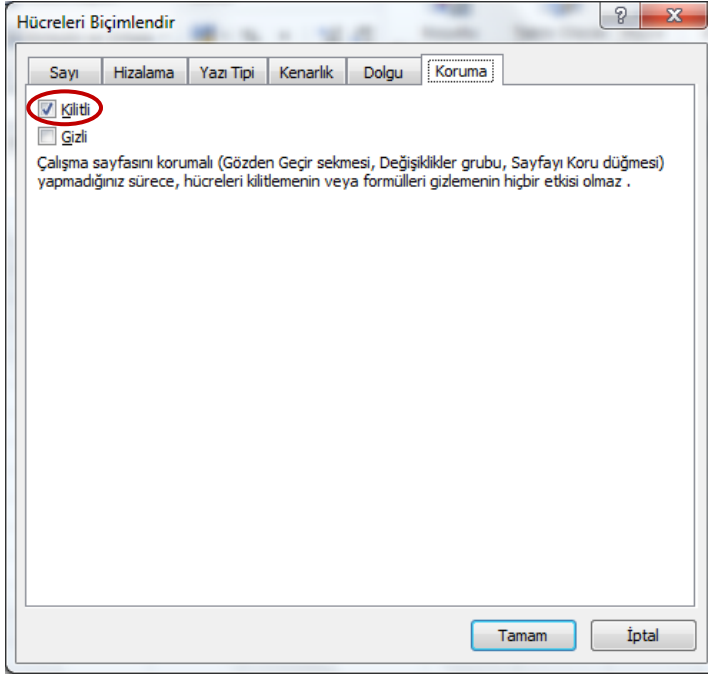 Hücreleri Biçimlendir
Sayı Hizalama Yazı Tipi Kenarlık Dolgu Koruma
Kilitli
Gizli
Çalışma sayfasını korumalı (Gözden Geçir sekmesi, Değişiklikler grubu, Sayfayı Koru düğmesi)
yapmadığınız sürece, hücreleri kilitlemenin veya formülleri gizlemenin hiçbir etkisi olmaz .
Tamam İptal